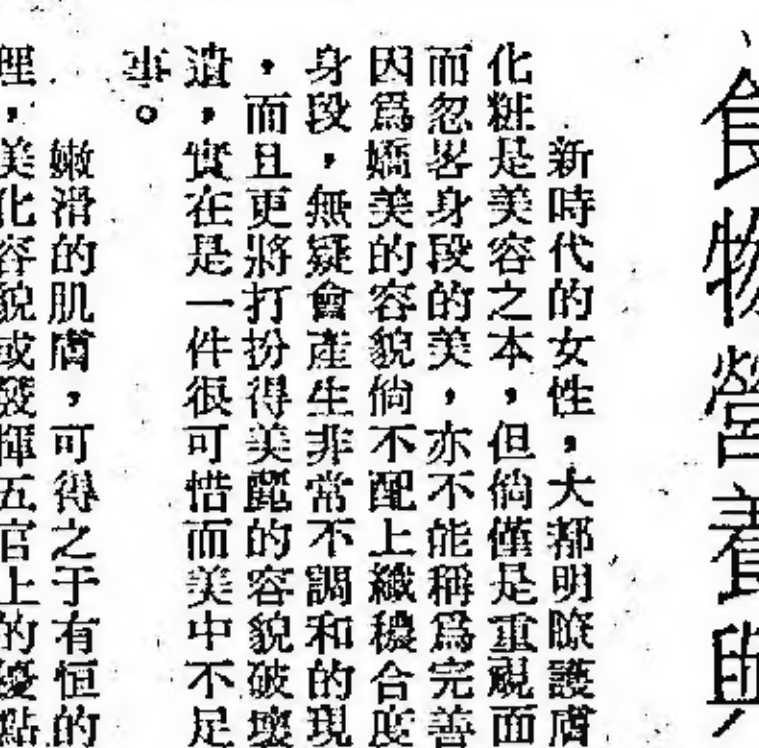 食物營養與
新時代的女性，大都明瞭護膚
化粧是美容之本，但倘僅是重視面
而忽畧身段的美，亦不能稱爲完善
因爲嬌美的容貌倘不配上纖穠合度
身段，無疑會產生非常不調和的現
，而且更將打扮得美麗的容貌破壞
遺，實在是一件很可惜而美中不足
事。
嫩滑的肌膚，可得之于有恒的
理，美化容貌或發揮五官上的優點